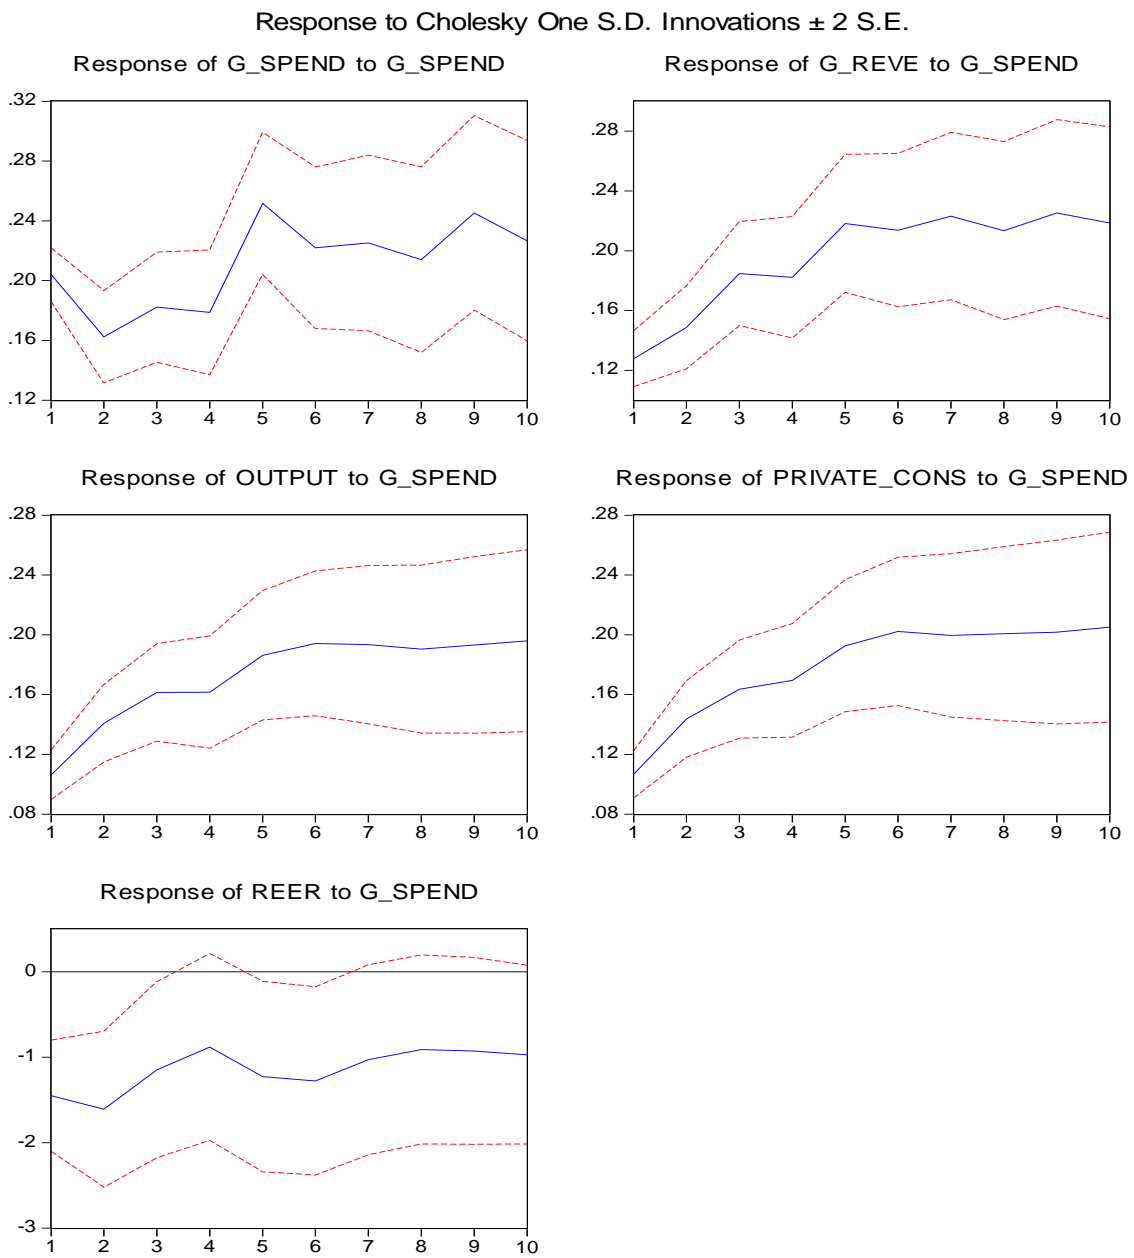 Response to Cholesky One S.D. Innovations ± 2 S.E.
Response of G_SPEND to G_SPEND
.32
.28
.24
.20
.16
.12
1 2 3 4 5 6 7 8 9 10
Response of G_REVE to G_SPEND
.28
.24
.20
.16
.12
1 2 3 4 5 6 7 8 9 10
Response of OUTPUT to G_SPEND
.28
.24
.20
.16
.12
.08
1 2 3 4 5 6 7 8 9 10
Response of PRIVATE_CONS to G_SPEND
.28
.24
.20
.16
.12
.08
1 2 3 4 5 6 7 8 9 10
Response of REER to G_SPEND
0
-1
-2
-3
1 2 3 4 5 6 7 8 9 10